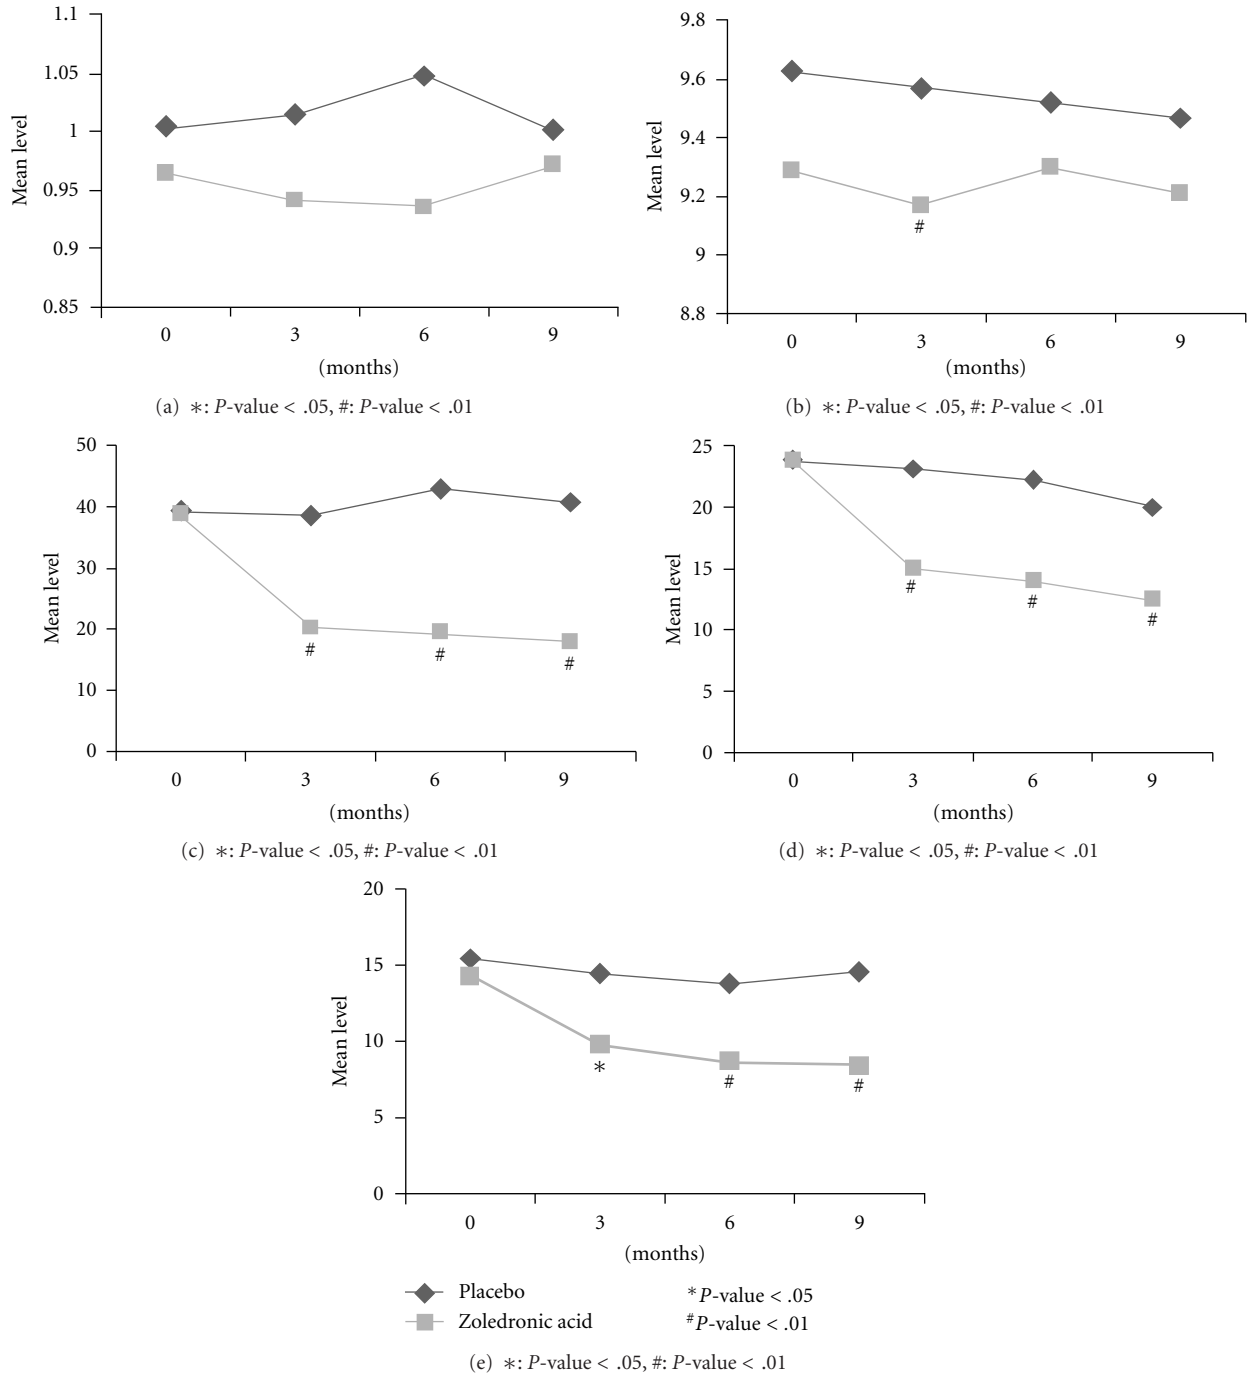 1.1
1.05
1
0.95
0.9
0.85
Mean level
0 3 6 9
(months)
(a) ∗: P-value < .05, #: P-value < .01
9.8
9.6
9.4
9.2
9
8.8
Mean level
#
0 3 6 9
(months)
(b) ∗: P-value < .05, #: P-value < .01
50
40
30
20
10
0
Mean level
# # #
0 3 6 9
(months)
(c) ∗: P-value < .05, #: P-value < .01
25
20
15
10
5
0
Mean level
# # #
0 3 6 9
(months)
(d) ∗: P-value < .05, #: P-value < .01
20
15
10
5
0
Mean level
∗ # #
0 3 6 9
(months)
Placebo
Zoledronic acid
∗P-value < .05
#P-value < .01
(e) ∗: P-value < .05, #: P-value < .01